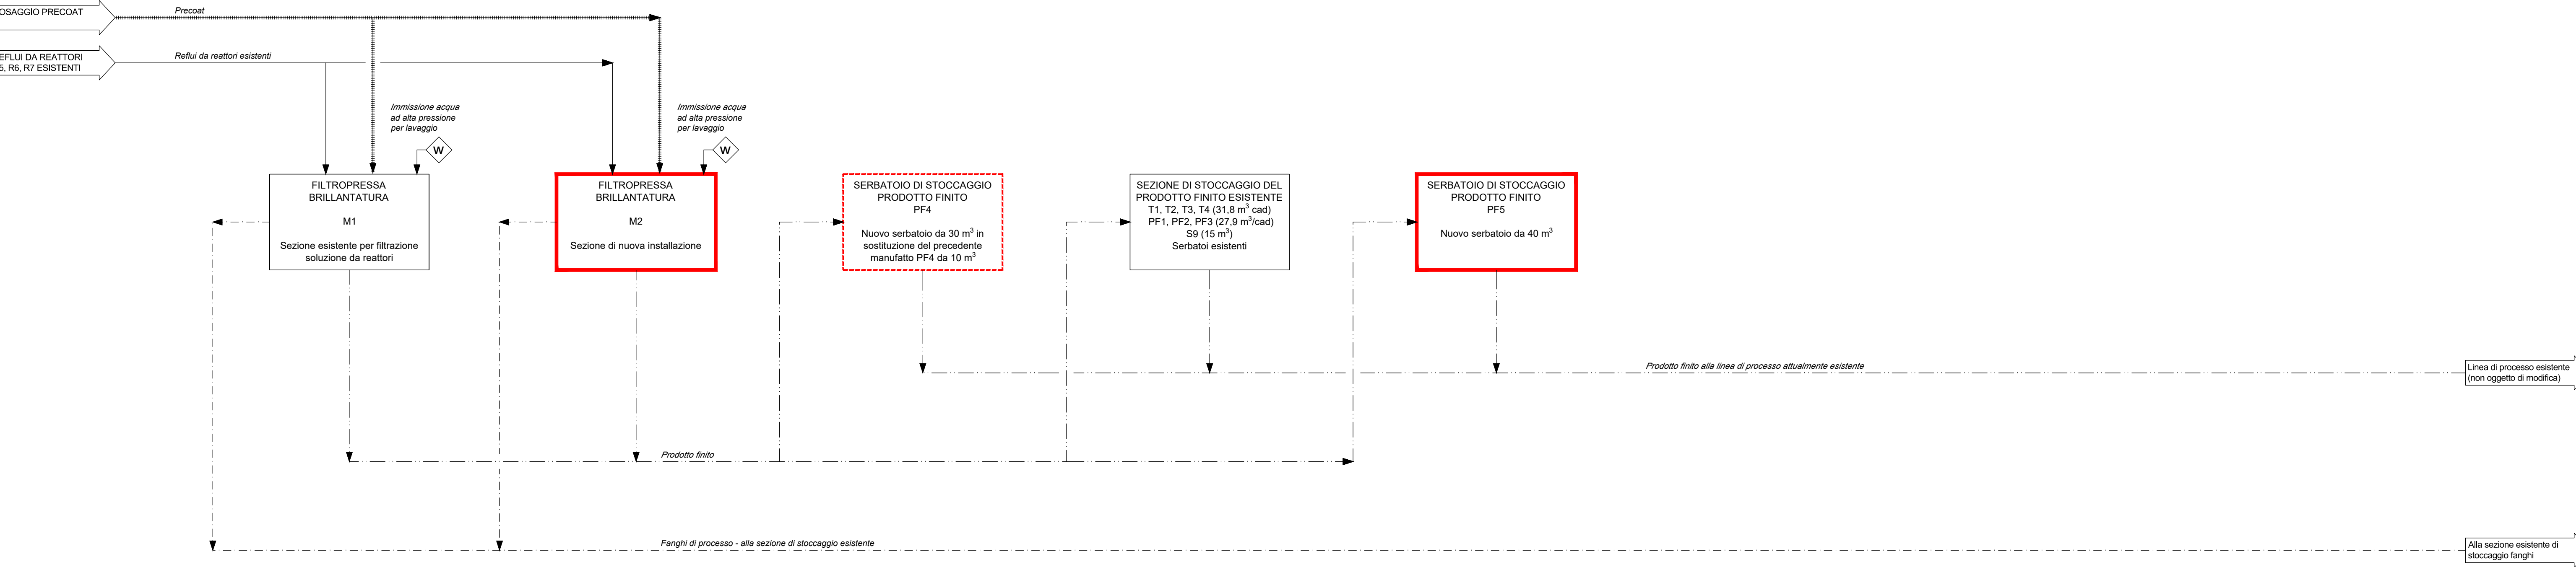 OSAGGIO PRECOAT
Precoat
EFLUI DA REATTORI
5, R6, R7 ESISTENTI
Reflui da reattori esistenti
Immissione acqua
ad alta pressione
per lavaggio
W
Immissione acqua
ad alta pressione
per lavaggio
W
FILTROPRESSA
BRILLANTATURA
M1
Sezione esistente per filtrazione
soluzione da reattori
FILTROPRESSA
BRILLANTATURA
M2
Sezione di nuova installazione
SERBATOIO DI STOCCAGGIO
PRODOTTO FINITO
PF4
Nuovo serbatoio da 30 m³ in
sostituzione del precedente
manufatto PF4 da 10 m³
SEZIONE DI STOCCAGGIO DEL
PRODOTTO FINITO ESISTENTE
T1, T2, T3, T4 (31,8 m³ cad)
PF1, PF2, PF3 (27,9 m³/cad)
S9 (15 m³)
Serbatoi esistenti
SERBATOIO DI STOCCAGGIO
PRODOTTO FINITO
PF5
Nuovo serbatoio da 40 m³
Prodotto finito alla linea di processo attualmente esistente
Linea di processo esistente
(non oggetto di modifica)
Prodotto finito
Fanghi di processo - alla sezione di stoccaggio esistente
Alla sezione esistente di
stoccaggio fanghi